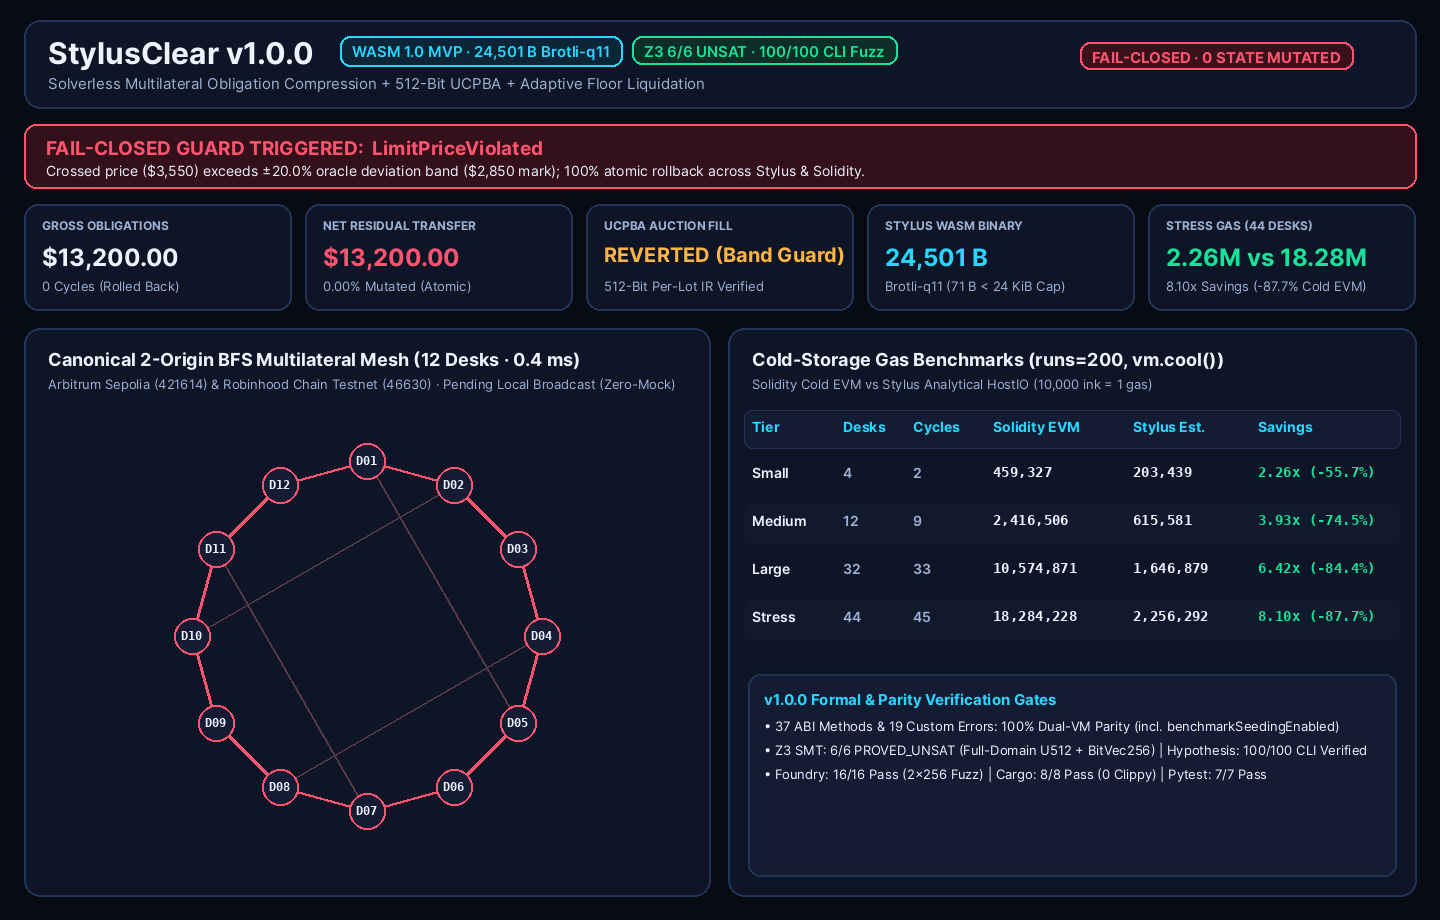 StylusClear v1.0.0
WASM 1.0 MVP · 24,501 B Brotli-q11
Z3 6/6 UNSAT · 100/100 CLI Fuzz
FAIL-CLOSED · 0 STATE MUTATED
Solverless Multilateral Obligation Compression + 512-Bit UCPBA + Adaptive Floor Liquidation
FAIL-CLOSED GUARD TRIGGERED: LimitPriceViolated
Crossed price ($3,550) exceeds ±20.0% oracle deviation band ($2,850 mark); 100% atomic rollback across Stylus & Solidity.
GROSS OBLIGATIONS
$13,200.00
0 Cycles (Rolled Back)
NET RESIDUAL TRANSFER
$13,200.00
0.00% Mutated (Atomic)
UCPBA AUCTION FILL
REVERTED (Band Guard)
512-Bit Per-Lot IR Verified
STYLUS WASM BINARY
24,501 B
Brotli-q11 (71 B < 24 KiB Cap)
STRESS GAS (44 DESKS)
2.26M vs 18.28M
8.10x Savings (-87.7% Cold EVM)
Canonical 2-Origin BFS Multilateral Mesh (12 Desks · 0.4 ms)
Arbitrum Sepolia (421614) & Robinhood Chain Testnet (46630) · Pending Local Broadcast (Zero-Mock)
D01
D12
D02
D11
D03
D10
D04
D09
D05
D08
D06
D07
Cold-Storage Gas Benchmarks (runs=200, vm.cool())
Solidity Cold EVM vs Stylus Analytical HostIO (10,000 ink = 1 gas)
Tier Desks Cycles Solidity EVM Stylus Est. Savings
Small 4 2 459,327 203,439 2.26x (-55.7%)
Medium 12 9 2,416,506 615,581 3.93x (-74.5%)
Large 32 33 10,574,871 1,646,879 6.42x (-84.4%)
Stress 44 45 18,284,228 2,256,292 8.10x (-87.7%)
v1.0.0 Formal & Parity Verification Gates
• 37 ABI Methods & 19 Custom Errors: 100% Dual-VM Parity (incl. benchmarkSeedingEnabled)
• Z3 SMT: 6/6 PROVED_UNSAT (Full-Domain U512 + BitVec256) | Hypothesis: 100/100 CLI Verified
• Foundry: 16/16 Pass (2×256 Fuzz) | Cargo: 8/8 Pass (0 Clippy) | Pytest: 7/7 Pass